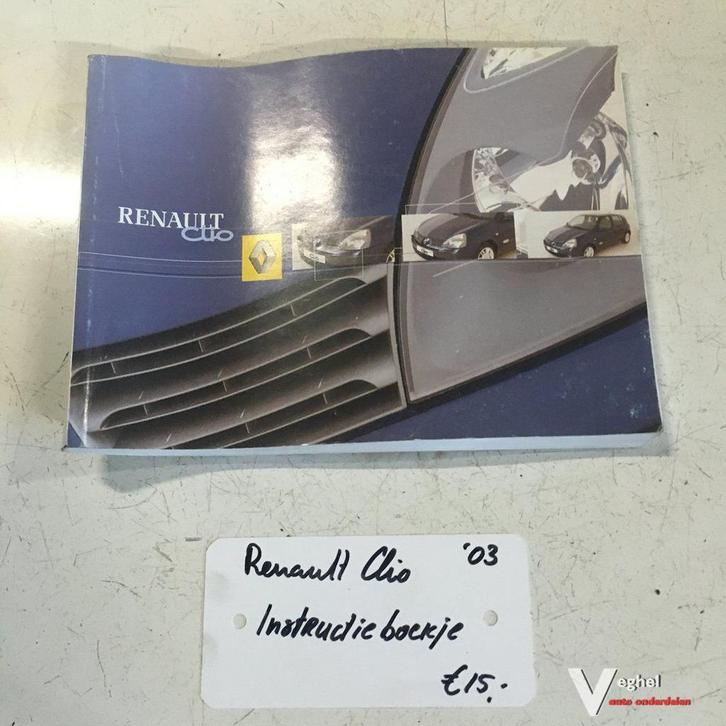 RENAULT
Clio
Renault Clio '03
Instructieboekje
€15,-
Veghel
auto onderdelen